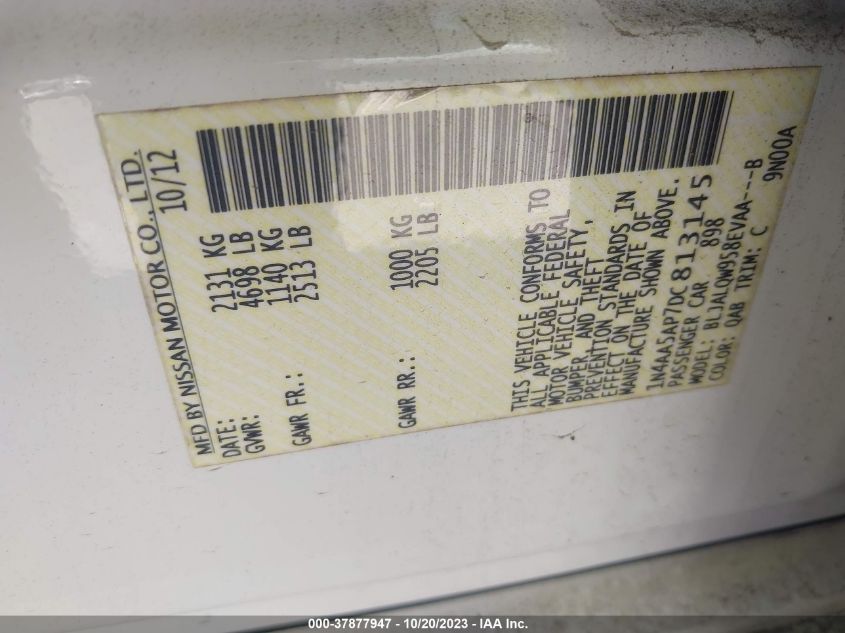 MFD BY NISSAN MOTOR CO., LTD.
DATE: 10/12
GVWR: 2131 KG
4698 LB
GAWR FR.: 1140 KG
2513 LB
GAWR RR.: 1000 KG
2205 LB
THIS VEHICLE CONFORMS TO
ALL APPLICABLE FEDERAL
MOTOR VEHICLE SAFETY,
BUMPER, AND THEFT
PREVENTION STANDARDS IN
EFFECT ON THE DATE OF
MANUFACTURE SHOWN ABOVE.
1N4AA5AP7DC813145
PASSENGER CAR 898
MODEL: BLJALQW958EVAA---B
COLOR: QAB TRIM: C 9N00A
000-37877947 - 10/20/2023 - IAA Inc.